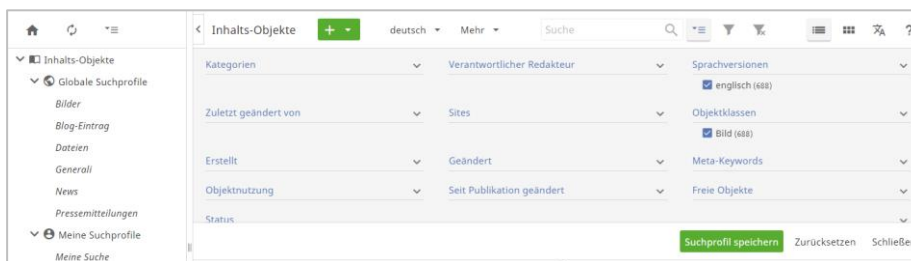 Inhalts-Objekte
deutsch
Mehr
Suche
?
Inhalts-Objekte
Globale Suchprofile
Bilder
Blog-Eintrag
Dateien
Generali
News
Pressemitteilungen
Meine Suchprofile
Meine Suche
Kategorien
Verantwortlicher Redakteur
Sprachversionen
englisch (688)
Zuletzt geändert von
Sites
Objektklassen
Bild (688)
Erstellt
Geändert
Meta-Keywords
Objektnutzung
Seit Publikation geändert
Freie Objekte
Status
Suchprofil speichern
Zurücksetzen
Schließe